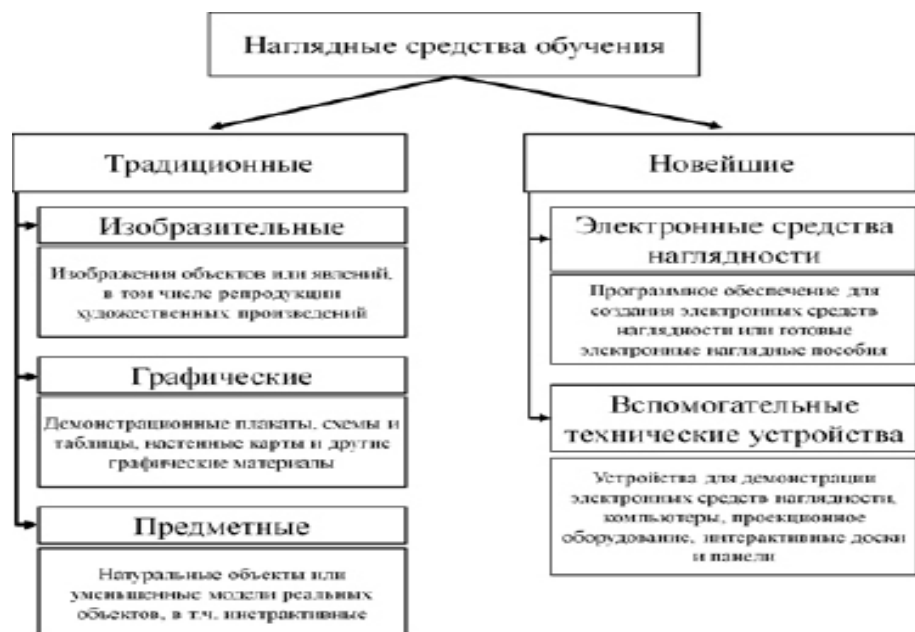 Наглядные средства обучения
Традиционные
Изобразительные
Изображения объектов или явлений,
в том числе репродукции
художественных произведений
Графические
Демонстрационные плакаты, схемы и
таблицы, настенные карты и другие
графические материалы
Предметные
Натуральные объекты или
уменьшенные модели реальных
объектов, в т.ч. инетрактивные
Новейшие
Электронные средства
наглядности
Программное обеспечение для
создания электронных средств
наглядности или готовые
электронные наглядные пособия
Вспомогательные
технические устройства
Устройства для демонстрации
электронных средств наглядности,
компьютеры, проекционное
оборудование, интерактивные доски
и панели